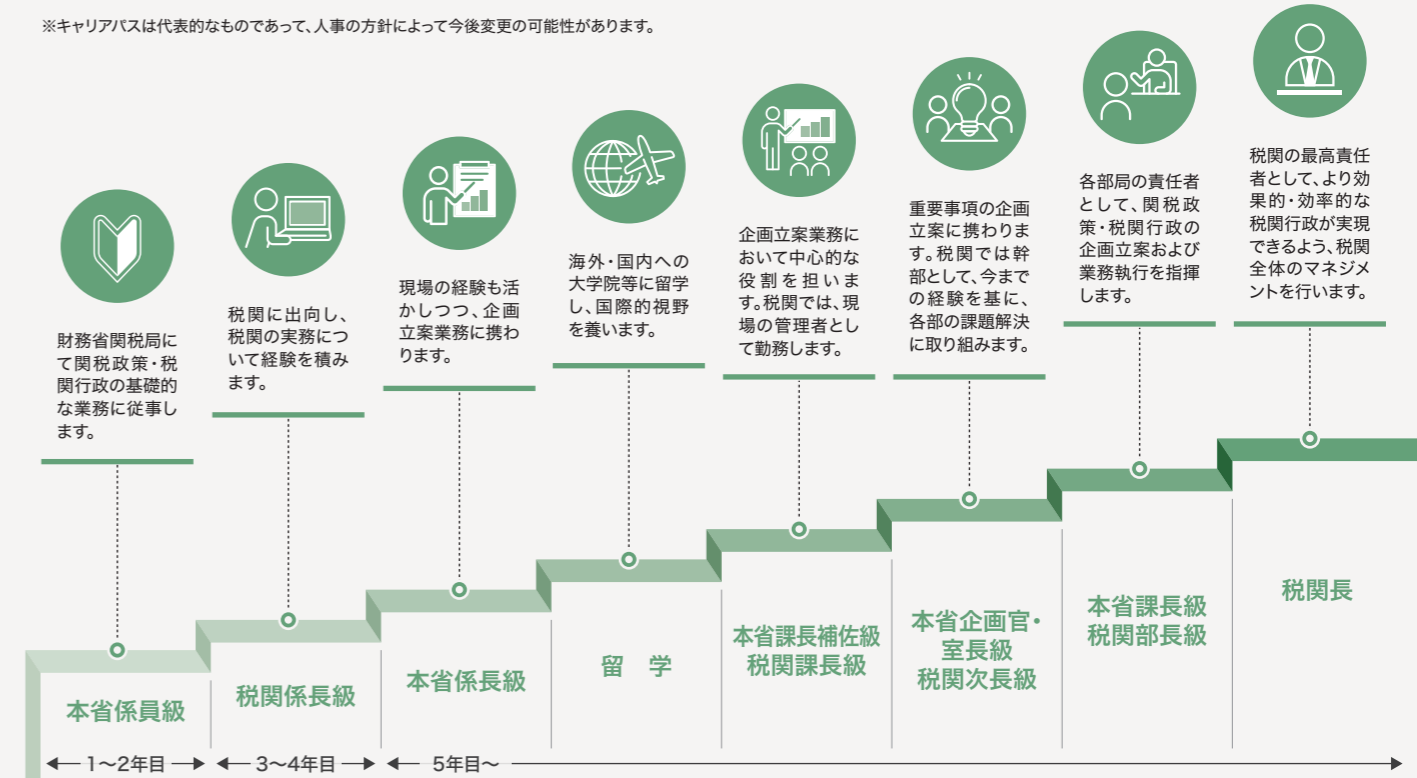 ※キャリアパスは代表的なものであって、人事の方針によって今後変更の可能性があります。
財務省関税局に
て関税政策・税
関行政の基礎的
な業務に従事し
ます。
税関に出向し、
税関の実務につ
いて経験を積み
ます。
現場の経験も活
かしつつ、企画
立案業務に携わ
ります。
海外・国内への
大学院等に留学
し、国際的視野
を養います。
企画立案業務に
おいて中心的な
役割を担いま
す。税関では、現
場の管理者とし
て勤務します。
重要事項の企画
立案に携わりま
す。税関では幹
部として、今まで
の経験を基に、
各部の課題解決
に取り組みます。
各部局の責任者
として、関税政
策・税関行政の
企画立案および
業務執行を指揮
します。
税関の最高責任
者として、より効
果的・効率的な
税関行政が実現
できるよう、税関
全体のマネジメ
ントを行います。
本省係員級
税関係長級
本省係長級
留　学
本省課長補佐級
税関課長級
本省企画官・
室長級
税関次長級
本省課長級
税関部長級
税関長
1〜2年目
3〜4年目
5年目〜